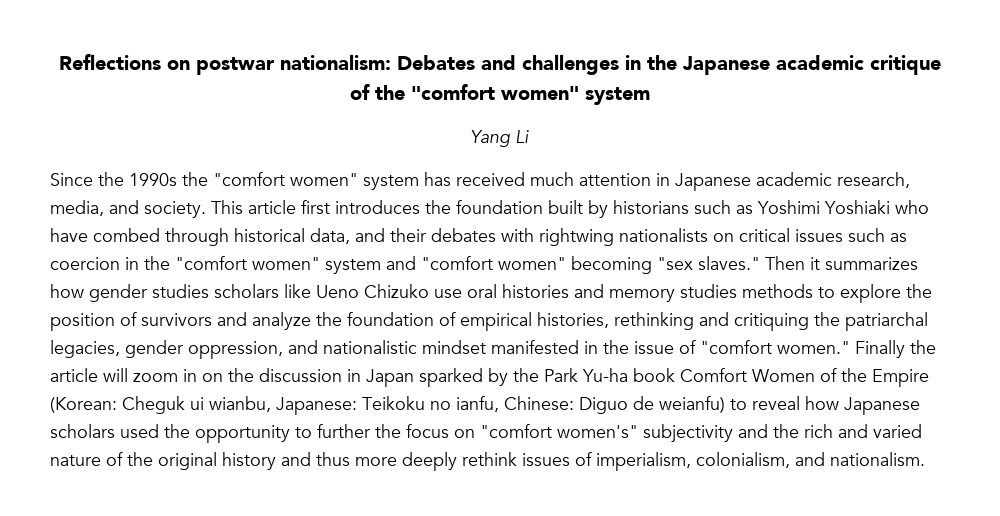 Reflections on postwar nationalism: Debates and challenges in the Japanese academic critique
of the "comfort women" system
Yang Li
Since the 1990s the "comfort women" system has received much attention in Japanese academic research,
media, and society. This article first introduces the foundation built by historians such as Yoshimi Yoshiaki who
have combed through historical data, and their debates with rightwing nationalists on critical issues such as
coercion in the "comfort women" system and "comfort women" becoming "sex slaves." Then it summarizes
how gender studies scholars like Ueno Chizuko use oral histories and memory studies methods to explore the
position of survivors and analyze the foundation of empirical histories, rethinking and critiquing the patriarchal
legacies, gender oppression, and nationalistic mindset manifested in the issue of "comfort women." Finally the
article will zoom in on the discussion in Japan sparked by the Park Yu-ha book Comfort Women of the Empire
(Korean: Cheguk ui wianbu, Japanese: Teikoku no ianfu, Chinese: Diguo de weianfu) to reveal how Japanese
scholars used the opportunity to further the focus on "comfort women's" subjectivity and the rich and varied
nature of the original history and thus more deeply rethink issues of imperialism, colonialism, and nationalism.